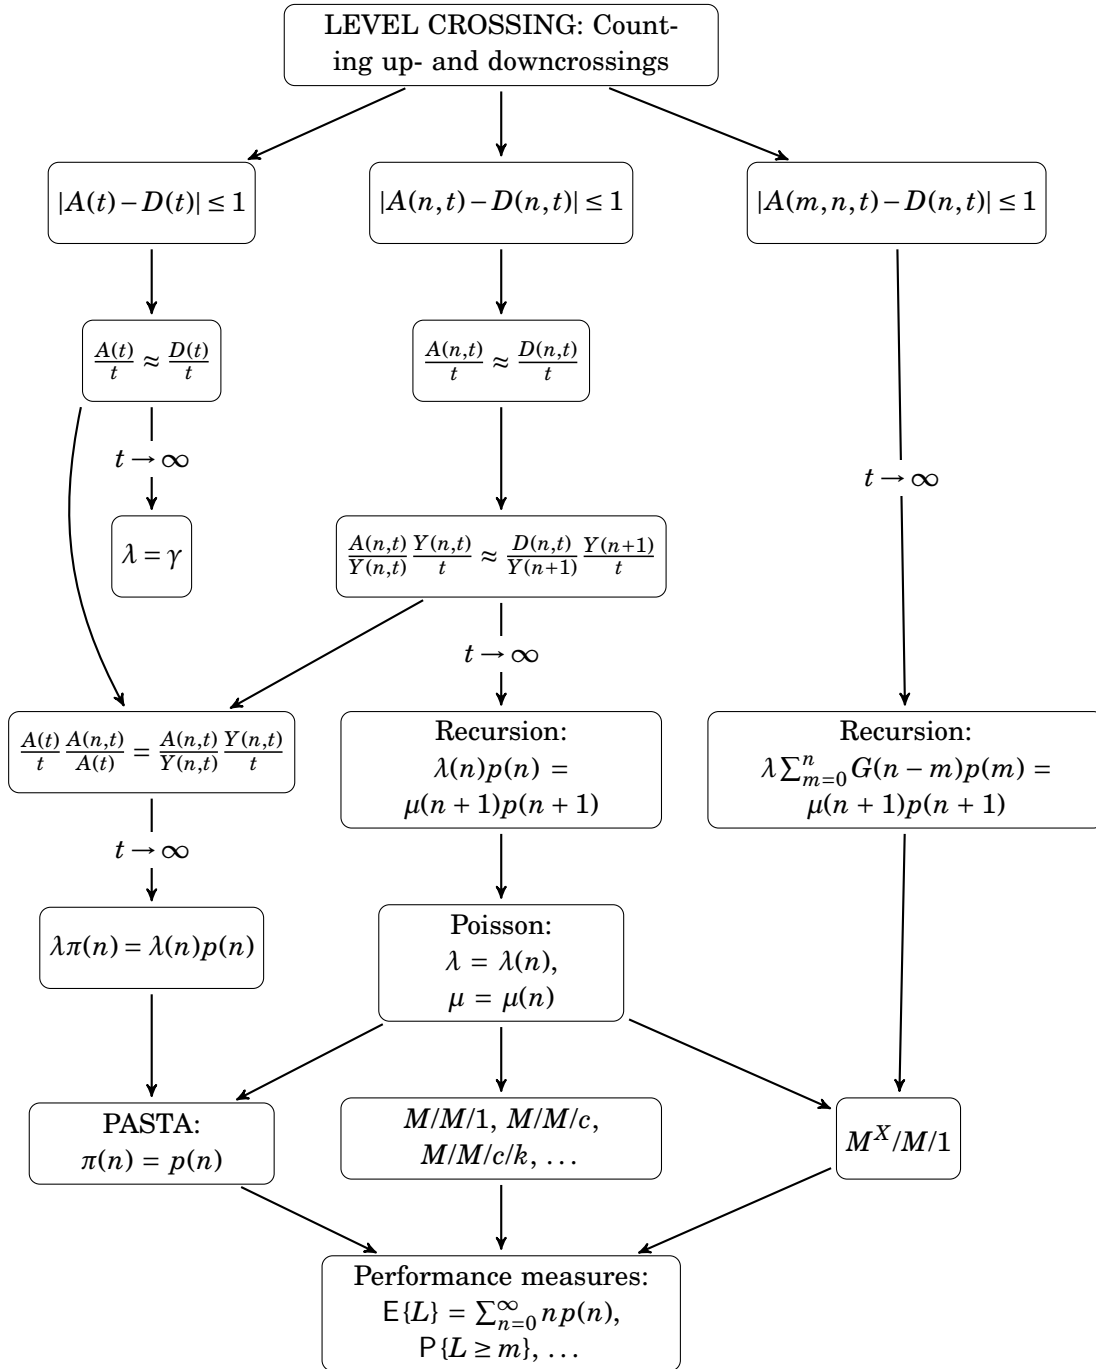 LEVEL CROSSING: Count-
ing up- and downcrossings
|A(t) − D(t)| ≤ 1
|A(n, t) − D(n, t)| ≤ 1
|A(m, n, t) − D(n, t)| ≤ 1
A(t)/t ≈ D(t)/t
A(n,t)/t ≈ D(n,t)/t
t → ∞
t → ∞
λ = γ
A(n,t)/Y(n,t) Y(n,t)/t ≈ D(n,t)/Y(n+1) Y(n+1)/t
t → ∞
A(t)/t A(n,t)/A(t) = A(n,t)/Y(n,t) Y(n,t)/t
Recursion:
λ(n)p(n) =
μ(n + 1)p(n + 1)
Recursion:
λ∑_{m=0}^{n} G(n − m)p(m) =
μ(n + 1)p(n + 1)
t → ∞
λπ(n) = λ(n)p(n)
Poisson:
λ = λ(n),
μ = μ(n)
PASTA:
π(n) = p(n)
M/M/1, M/M/c,
M/M/c/k, …
M^X/M/1
Performance measures:
E{L} = ∑_{n=0}^{∞} np(n),
P{L ≥ m}, …